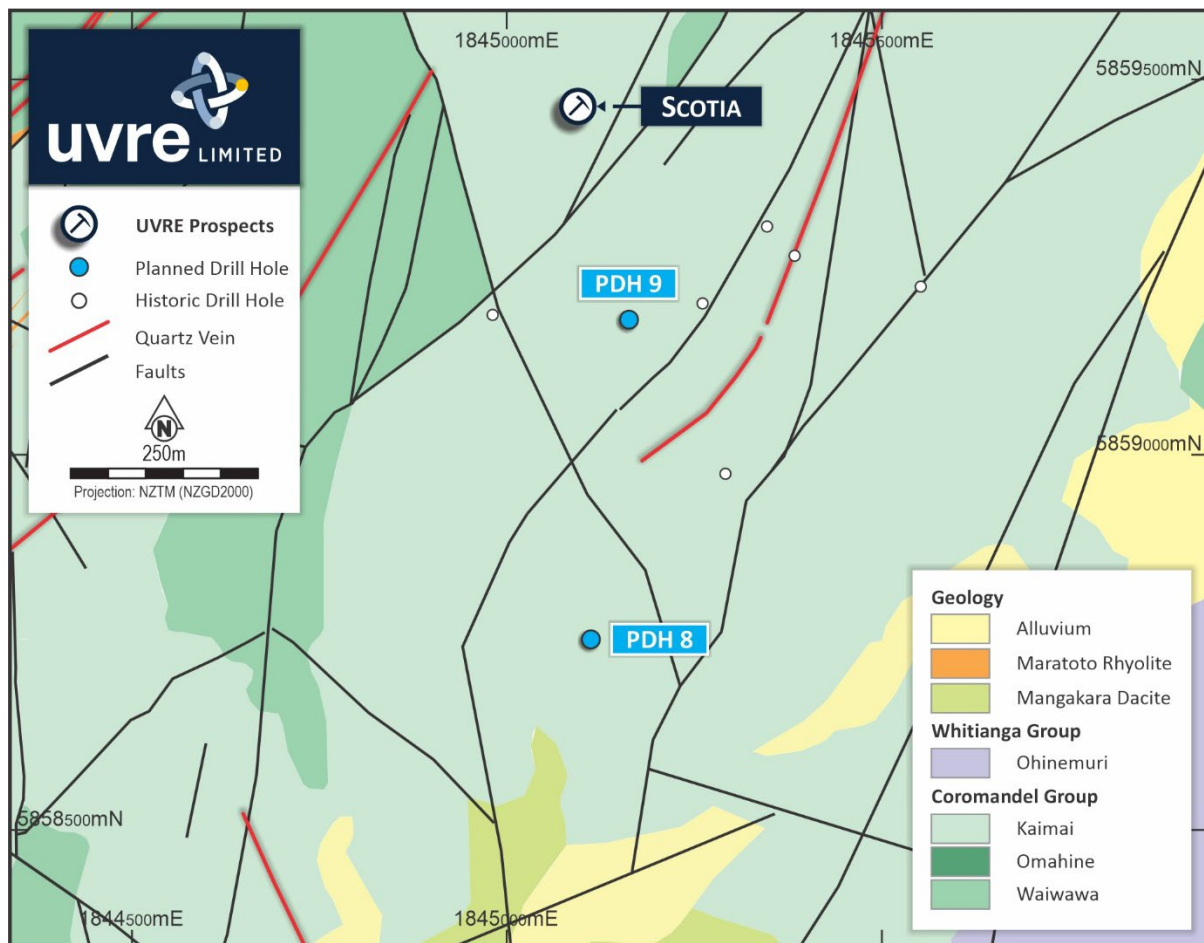 1845000mE
1845500mE
5859500mN
uvre LIMITED
SCOTIA
UVRE Prospects
Planned Drill Hole
Historic Drill Hole
Quartz Vein
Faults
N
250m
Projection: NZTM (NZGD2000)
PDH 9
5859000mN
PDH 8
Geology
Alluvium
Maratoto Rhyolite
Mangakara Dacite
Whitianga Group
Ohinemuri
Coromandel Group
Kaimai
Omahine
Waiwawa
5858500mN
1844500mE
1845000mE